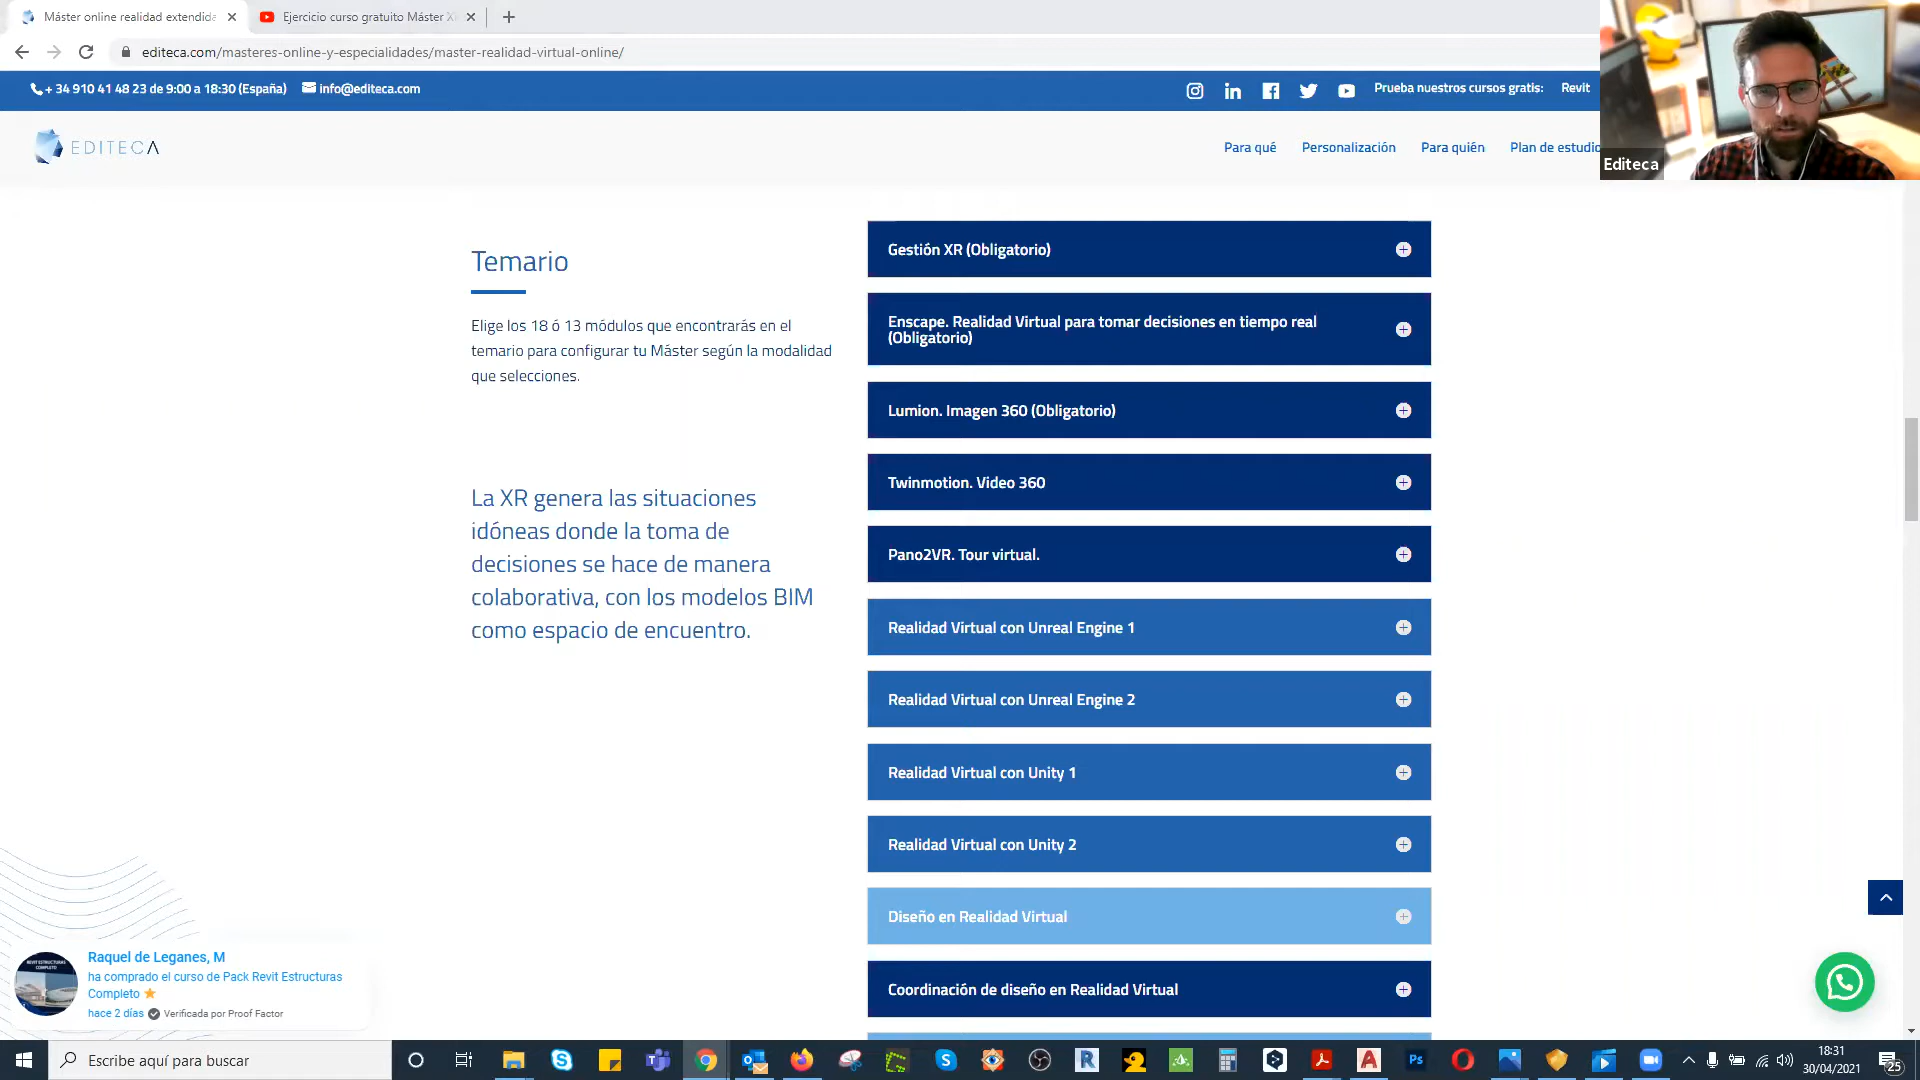 Máster online realidad extendida
Ejercicio curso gratuito Máster X
editeca.com/masteres-online-y-especialidades/master-realidad-virtual-online/
+ 34 910 41 48 23 de 9:00 a 18:30 (España)
info@editeca.com
Prueba nuestros cursos gratis:
Revit
EDITECA
Para qué
Personalización
Para quién
Plan de estudio
Editeca
Temario
Elige los 18 ó 13 módulos que encontrarás en el
temario para configurar tu Máster según la modalidad
que selecciones.
La XR genera las situaciones
idóneas donde la toma de
decisiones se hace de manera
colaborativa, con los modelos BIM
como espacio de encuentro.
Gestión XR (Obligatorio)
Enscape. Realidad Virtual para tomar decisiones en tiempo real
(Obligatorio)
Lumion. Imagen 360 (Obligatorio)
Twinmotion. Video 360
Pano2VR. Tour virtual.
Realidad Virtual con Unreal Engine 1
Realidad Virtual con Unreal Engine 2
Realidad Virtual con Unity 1
Realidad Virtual con Unity 2
Diseño en Realidad Virtual
Coordinación de diseño en Realidad Virtual
REVIT ESTRUCTURAS
COMPLETO
Raquel de Leganes, M
ha comprado el curso de Pack Revit Estructuras
Completo
hace 2 días
Verificada por Proof Factor
Escribe aquí para buscar
18:31
30/04/2021
25